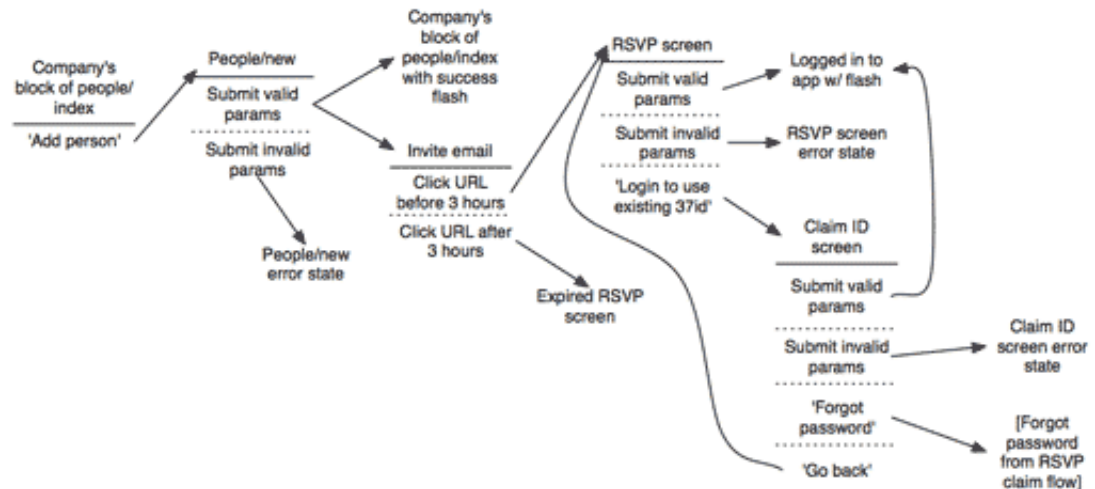 Company's
block of people/
index
'Add person'
People/new
Submit valid
params
Submit invalid
params
People/new
error state
Company's
block of
people/index
with success
flash
Invite email
Click URL
before 3 hours
Click URL after
3 hours
Expired RSVP
screen
RSVP screen
Submit valid
params
Submit invalid
params
'Login to use
existing 37id'
Logged in to
app w/ flash
RSVP screen
error state
Claim ID
screen
Submit valid
params
Submit invalid
params
'Forgot
password'
'Go back'
Claim ID
screen error
state
[Forgot
password
from RSVP
claim flow]